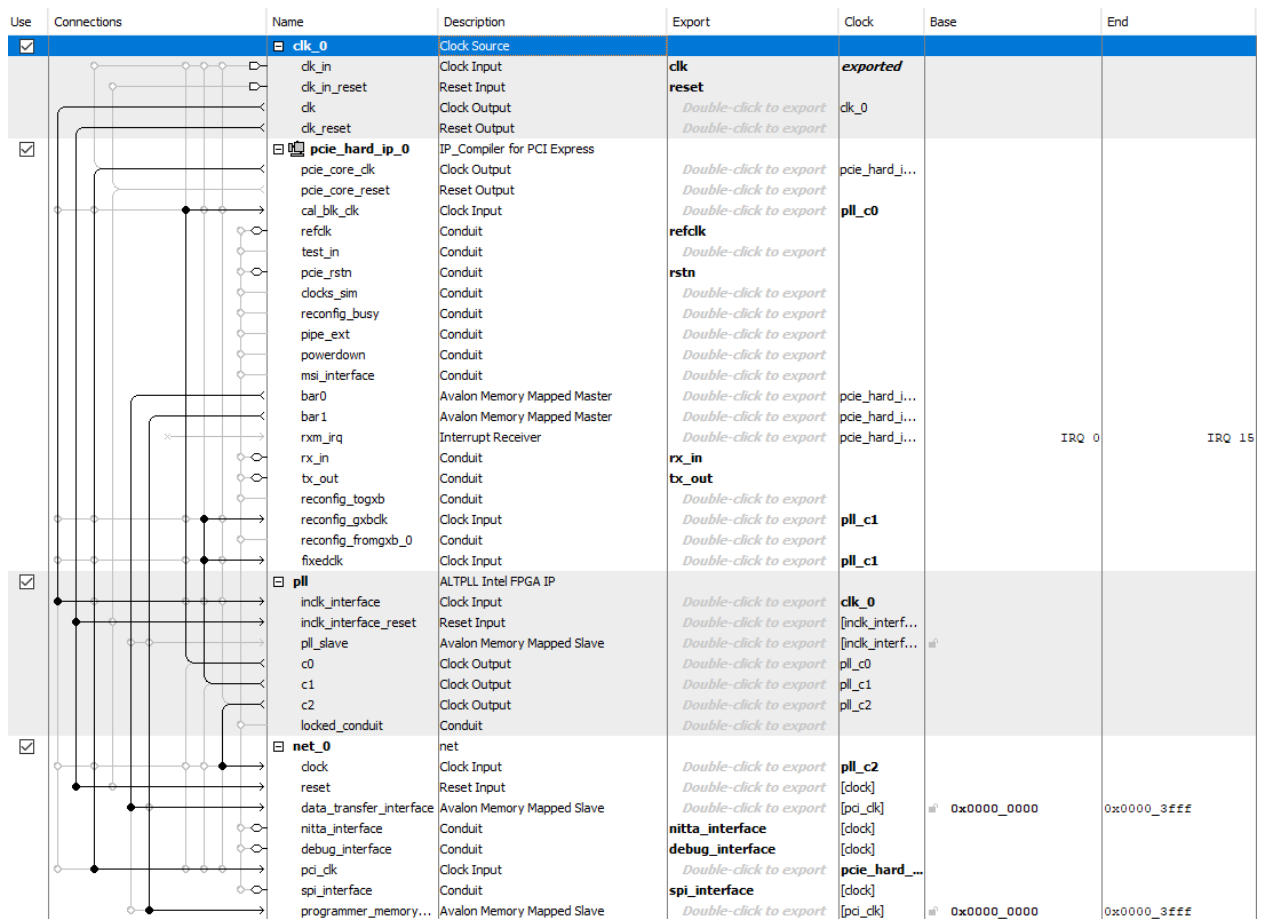 Use Connections Name Description Export Clock Base End
clk_0 Clock Source
clk_in Clock Input clk exported
clk_in_reset Reset Input reset
clk Clock Output Double-click to export clk_0
clk_reset Reset Output Double-click to export
pcie_hard_ip_0 IP_Compiler for PCI Express
pcie_core_clk Clock Output Double-click to export pcie_hard_i...
pcie_core_reset Reset Output Double-click to export
cal_blk_clk Clock Input Double-click to export pll_c0
refclk Conduit refclk
test_in Conduit Double-click to export
pcie_rstn Conduit rstn
clocks_sim Conduit Double-click to export
reconfig_busy Conduit Double-click to export
pipe_ext Conduit Double-click to export
powerdown Conduit Double-click to export
msi_interface Conduit Double-click to export
bar0 Avalon Memory Mapped Master Double-click to export pcie_hard_i...
bar1 Avalon Memory Mapped Master Double-click to export pcie_hard_i...
rxm_irq Interrupt Receiver Double-click to export pcie_hard_i... IRQ 0 IRQ 15
rx_in Conduit rx_in
tx_out Conduit tx_out
reconfig_togxb Conduit Double-click to export
reconfig_gxbclk Clock Input Double-click to export pll_c1
reconfig_fromgxb_0 Conduit Double-click to export
fixedclk Clock Input Double-click to export pll_c1
pll ALTPLL Intel FPGA IP
inclk_interface Clock Input Double-click to export clk_0
inclk_interface_reset Reset Input Double-click to export [inclk_interf...
pll_slave Avalon Memory Mapped Slave Double-click to export [inclk_interf...
c0 Clock Output Double-click to export pll_c0
c1 Clock Output Double-click to export pll_c1
c2 Clock Output Double-click to export pll_c2
locked_conduit Conduit Double-click to export
net_0 net
clock Clock Input Double-click to export pll_c2
reset Reset Input Double-click to export [clock]
data_transfer_interface Avalon Memory Mapped Slave Double-click to export [pci_clk] 0x0000_0000 0x0000_3fff
nitta_interface Conduit nitta_interface [clock]
debug_interface Conduit debug_interface [clock]
pci_clk Clock Input Double-click to export pcie_hard_...
spi_interface Conduit spi_interface [clock]
programmer_memory... Avalon Memory Mapped Slave Double-click to export [pci_clk] 0x0000_0000 0x0000_3fff